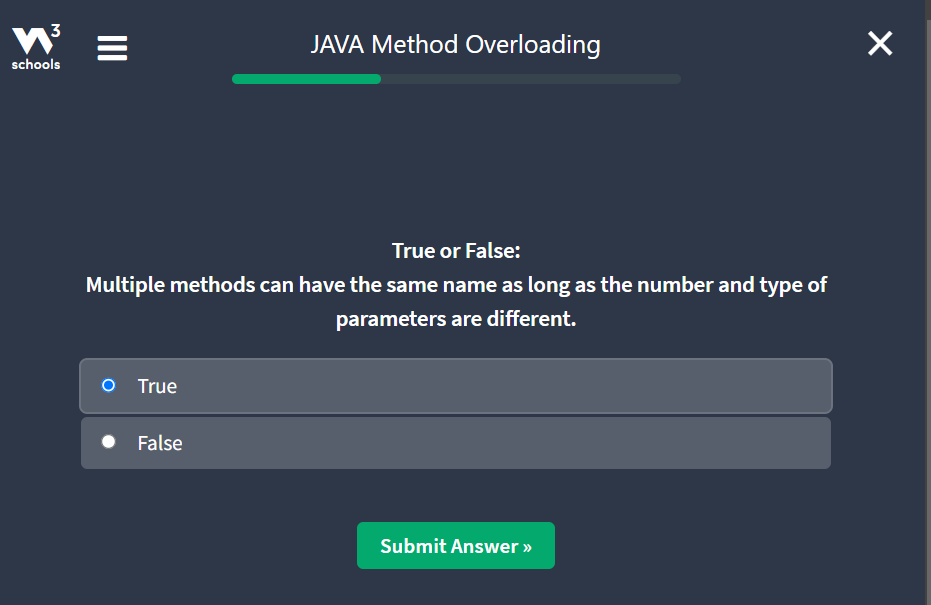 3
schools
JAVA Method Overloading
True or False:
Multiple methods can have the same name as long as the number and type of
parameters are different.
True
False
Submit Answer »